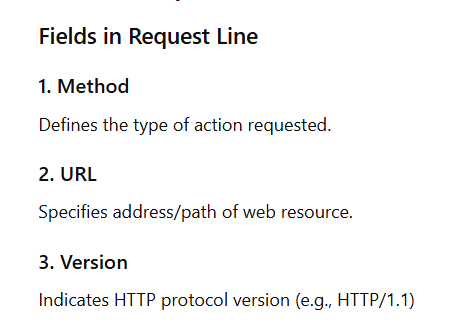 Fields in Request Line
1. Method
Defines the type of action requested.
2. URL
Specifies address/path of web resource.
3. Version
Indicates HTTP protocol version (e.g., HTTP/1.1)